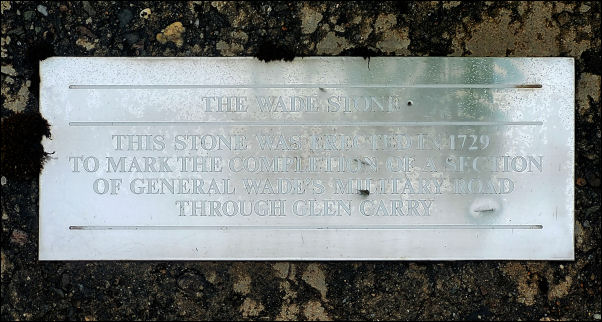 THE WADE STONE
THIS STONE WAS ERECTED IN 1729
TO MARK THE COMPLETION OF A SECTION
OF GENERAL WADE'S MILITARY ROAD
THROUGH GLEN GARRY